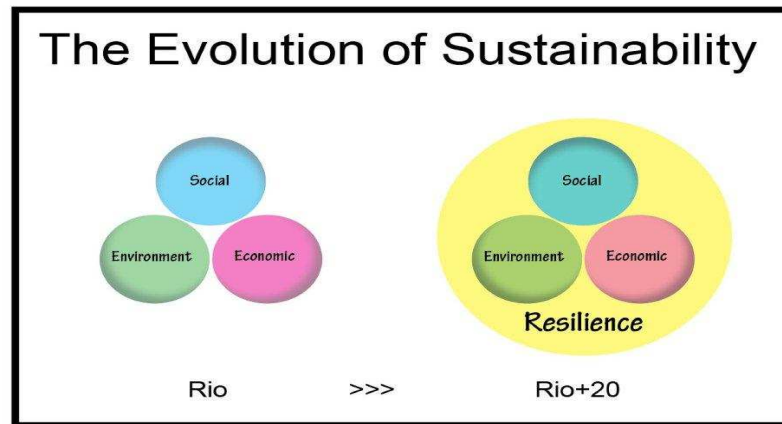 The Evolution of Sustainability
Social
Environment
Economic
Social
Environment
Economic
Resilience
Rio >>> Rio+20